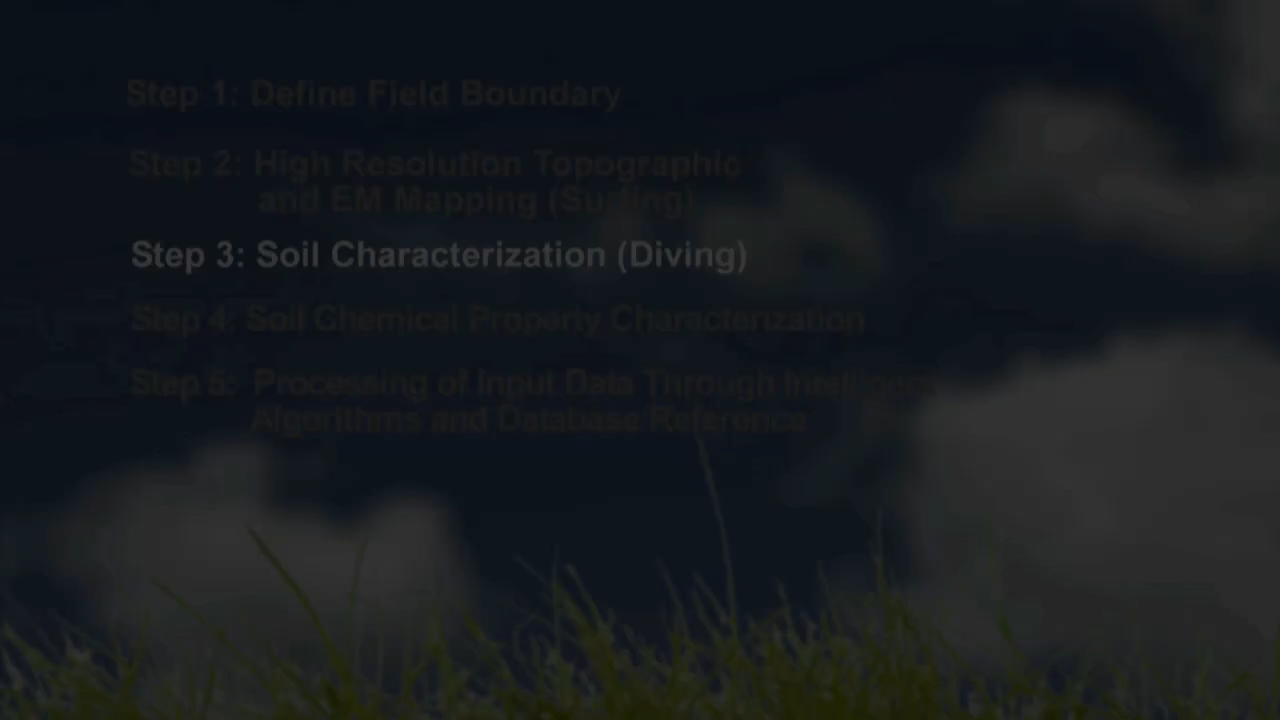 Step 1: Define Field Boundary
Step 2: High Resolution Topographic
and EM Mapping (Surfing)
Step 3: Soil Characterization (Diving)
Step 4: Soil Chemical Property Characterization
Step 5: Processing of Input Data Through Intelligence
Algorithms and Database Reference